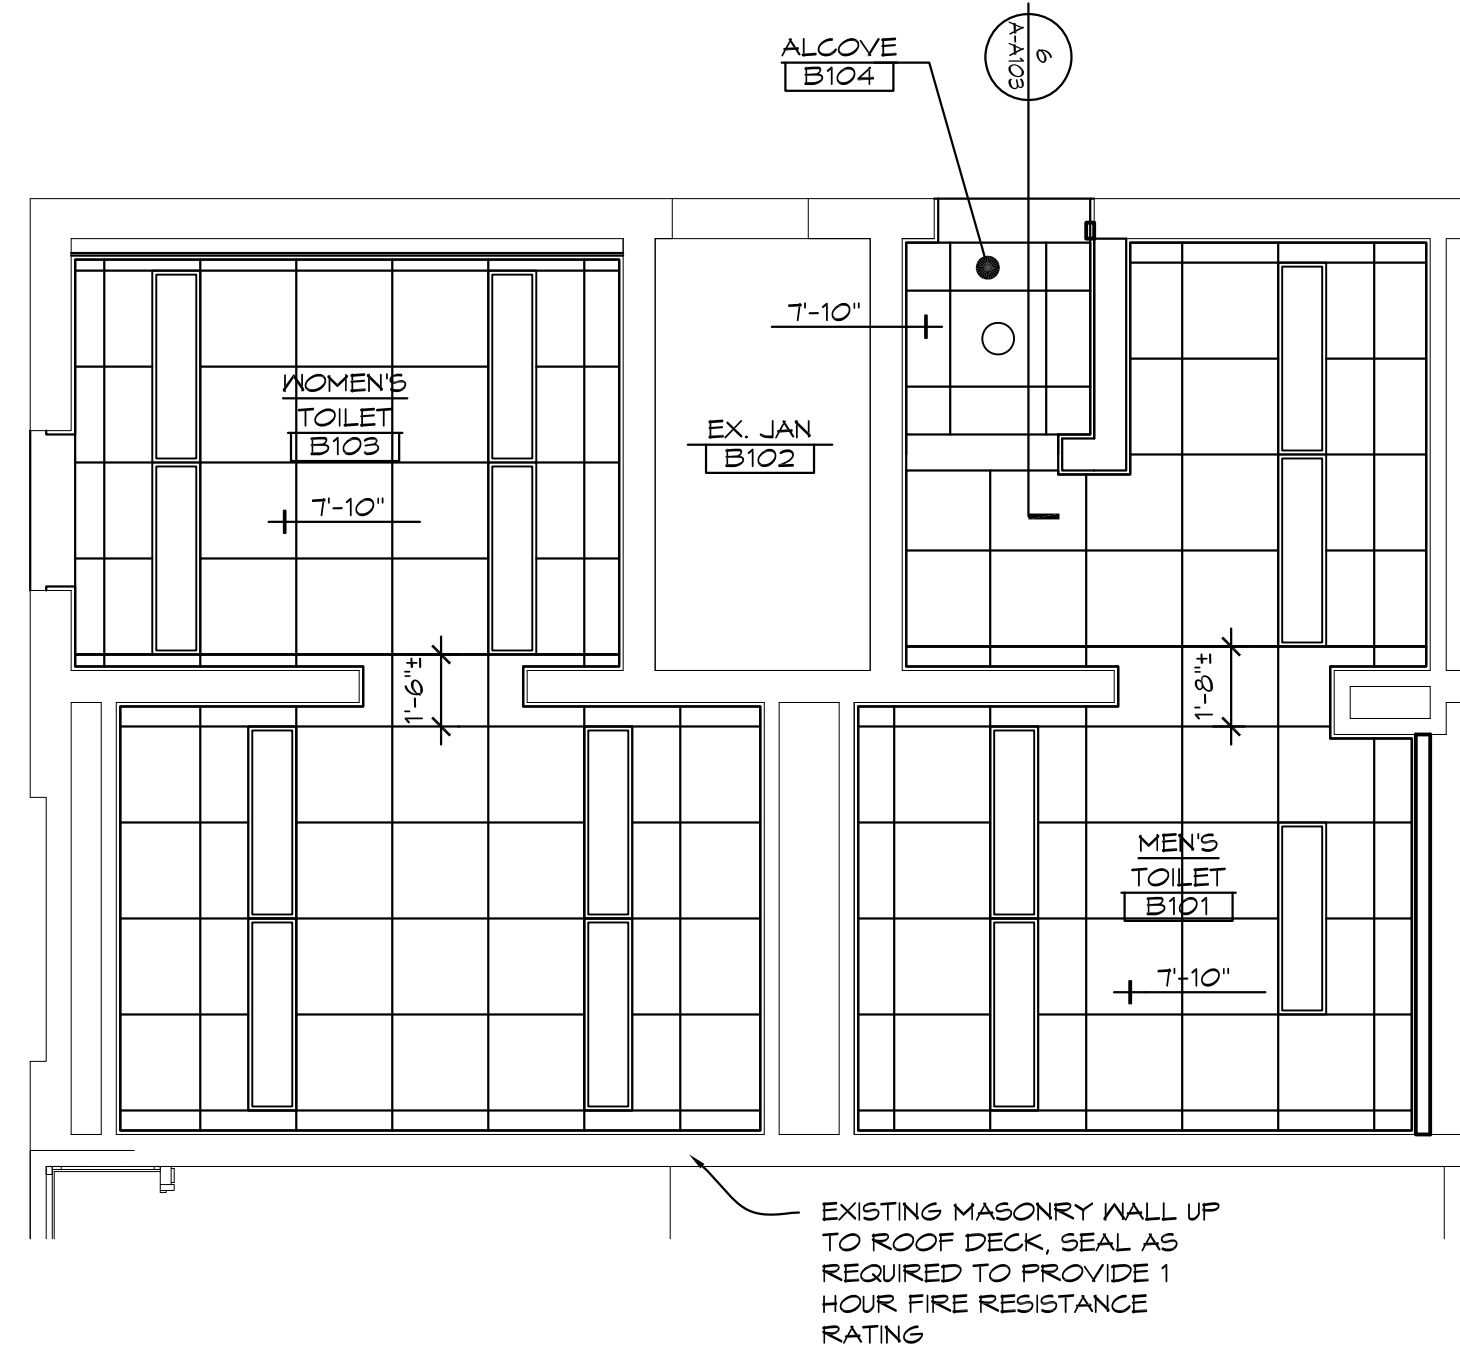 6
A-A103
ALCOVE
B104
7'-10"
WOMEN'S
TOILET
B103
EX. JAN
B102
7'-10"
1'-6"±
1'-8"±
MEN'S
TOILET
B101
7'-10"
EXISTING MASONRY WALL UP
TO ROOF DECK, SEAL AS
REQUIRED TO PROVIDE 1
HOUR FIRE RESISTANCE
RATING